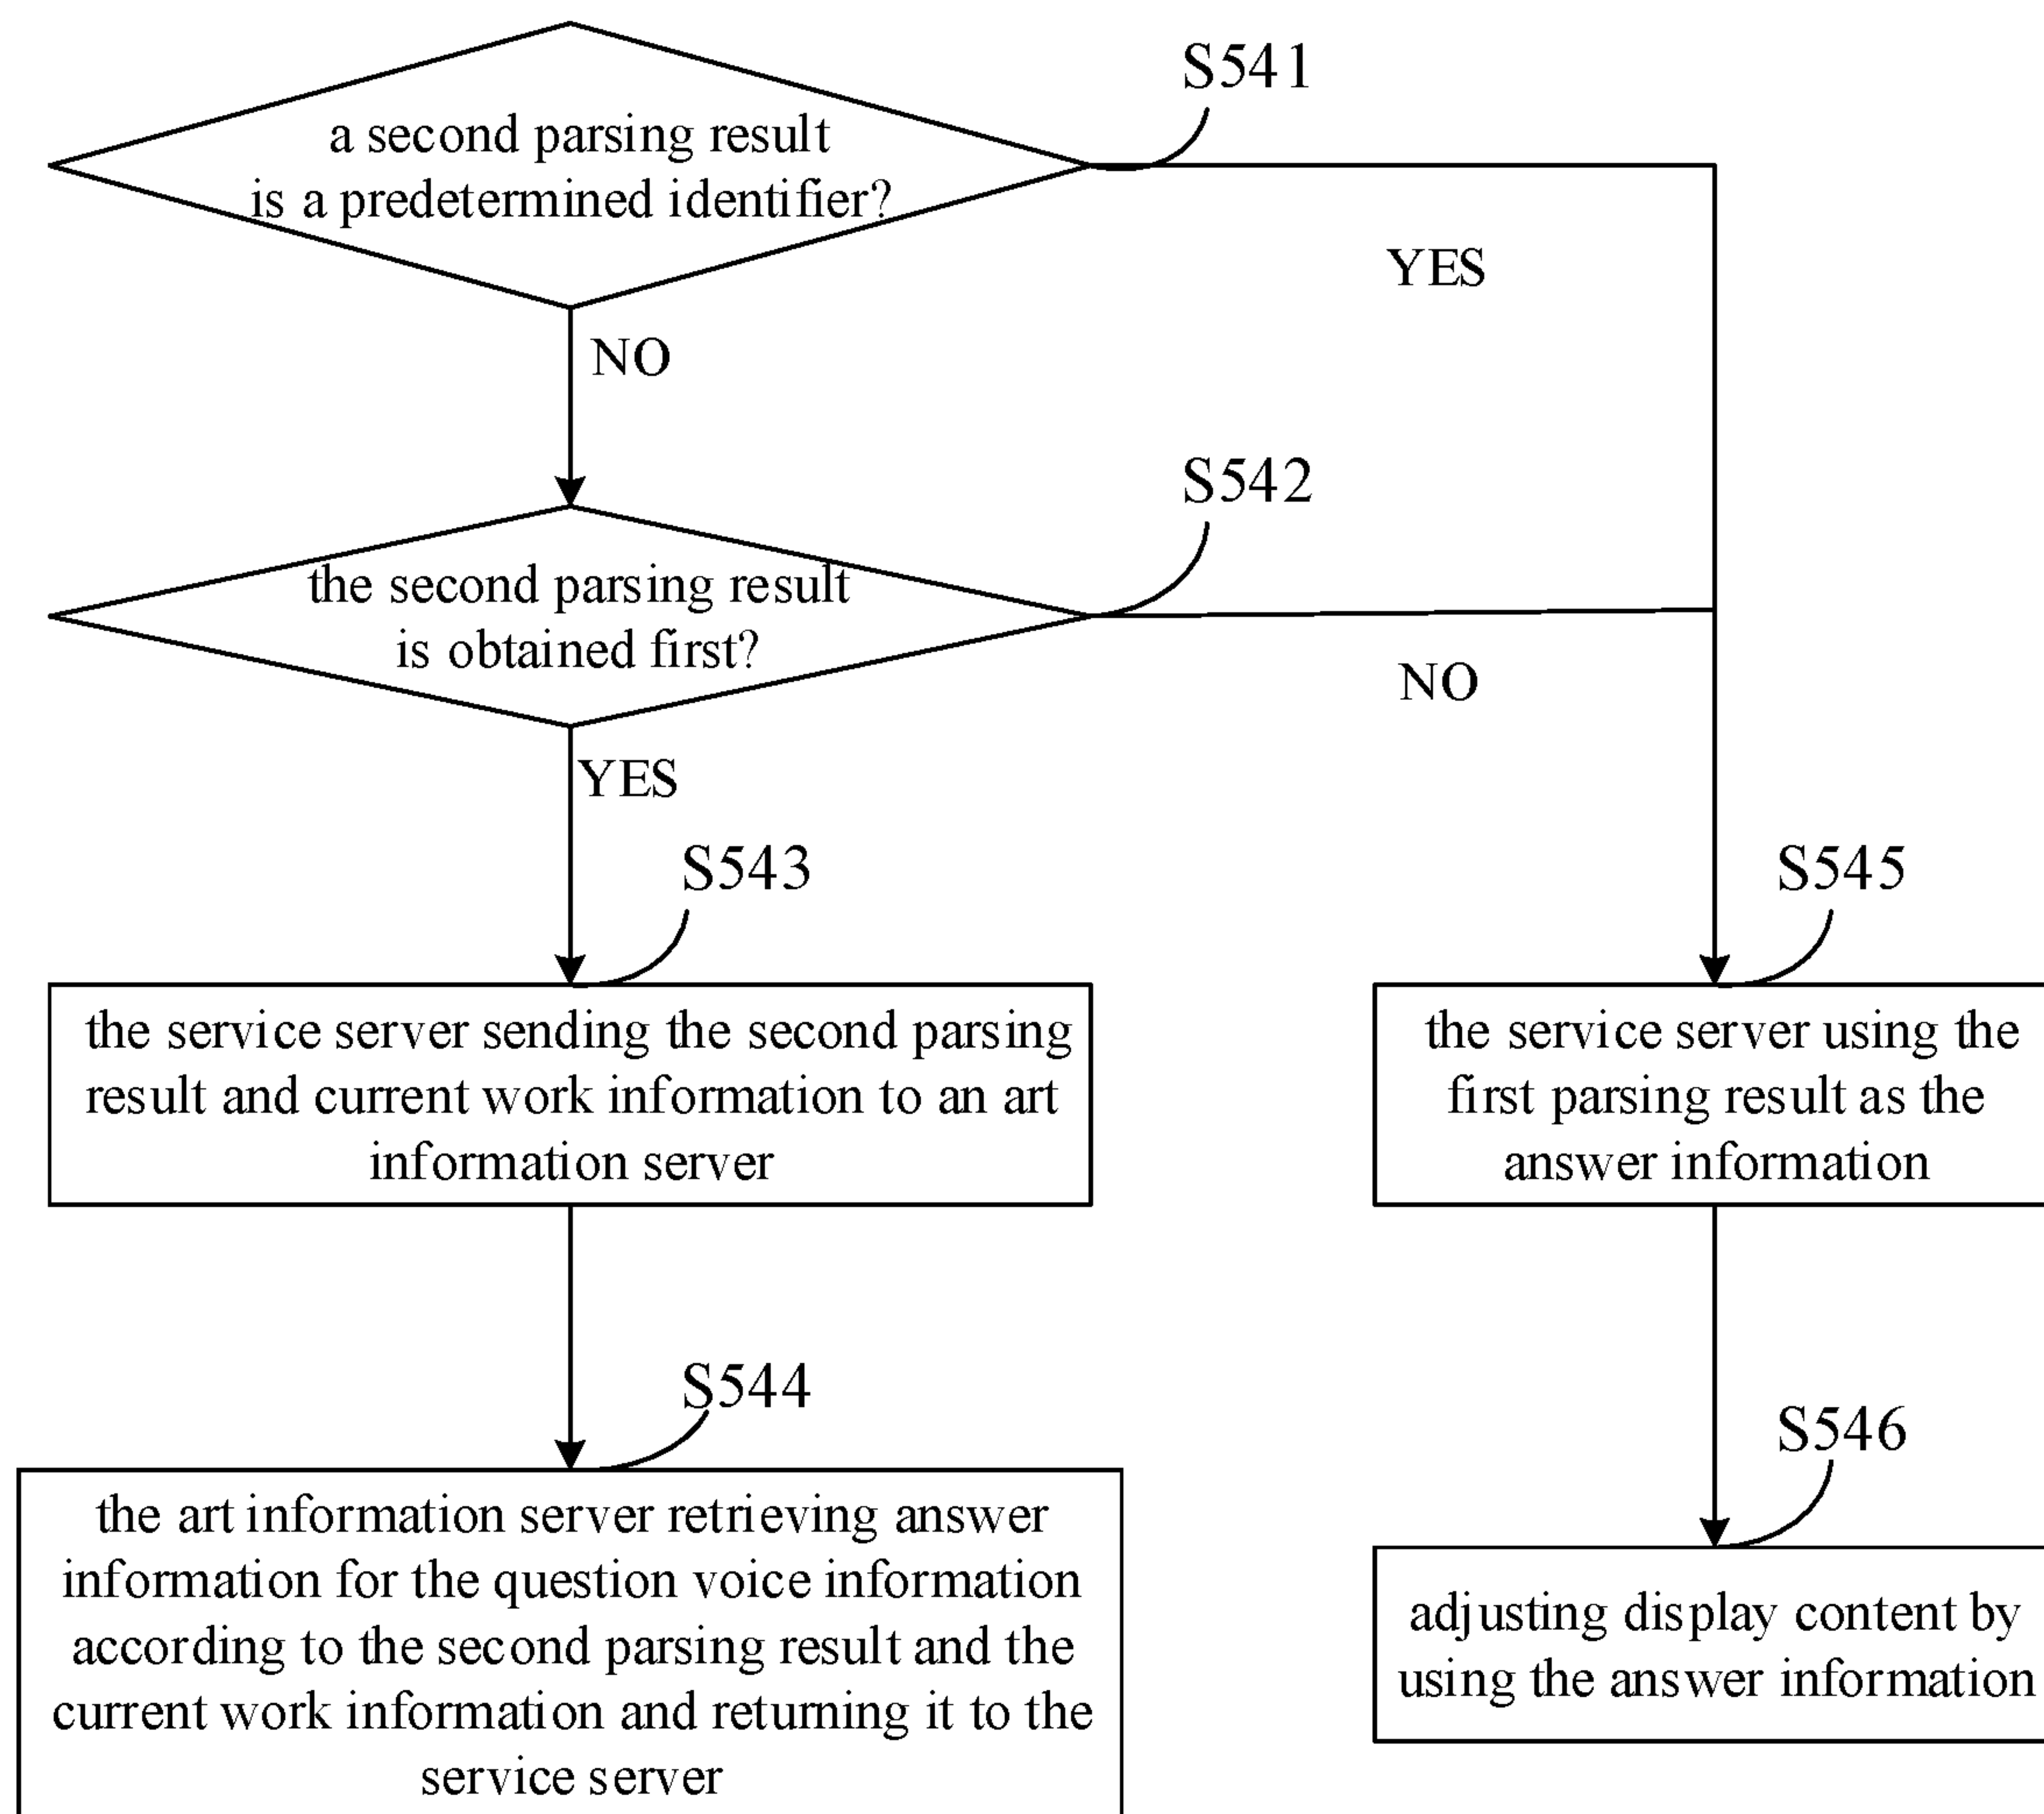 S541
a second parsing result
is a predetermined identifier?
YES
NO
S542
the second parsing result
is obtained first?
NO
YES
S543
the service server sending the second parsing
result and current work information to an art
information server
S545
the service server using the
first parsing result as the
answer information
S544
the art information server retrieving answer
information for the question voice information
according to the second parsing result and the
current work information and returning it to the
service server
S546
adjusting display content by
using the answer information